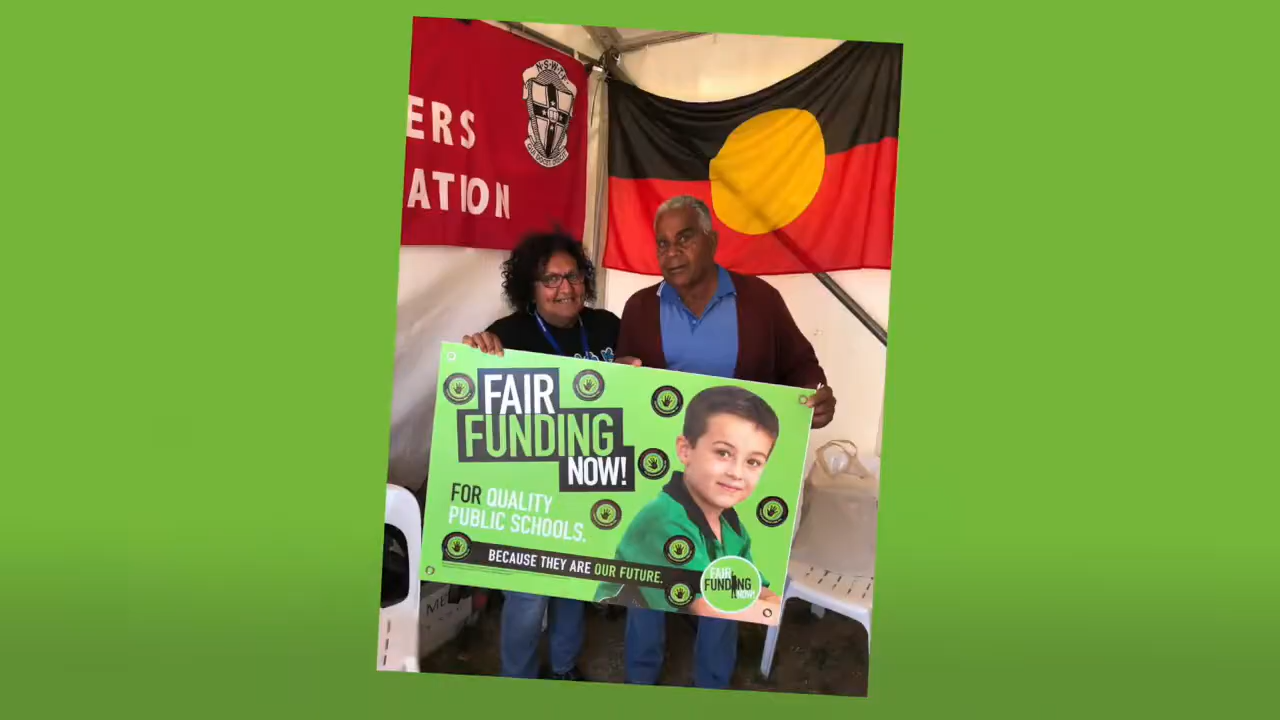 N.S.W.T.F.
ERS
ATION
FAIR
FUNDING
NOW!
FOR QUALITY
PUBLIC SCHOOLS.
BECAUSE THEY ARE OUR FUTURE.
FAIR
FUNDING
NOW!